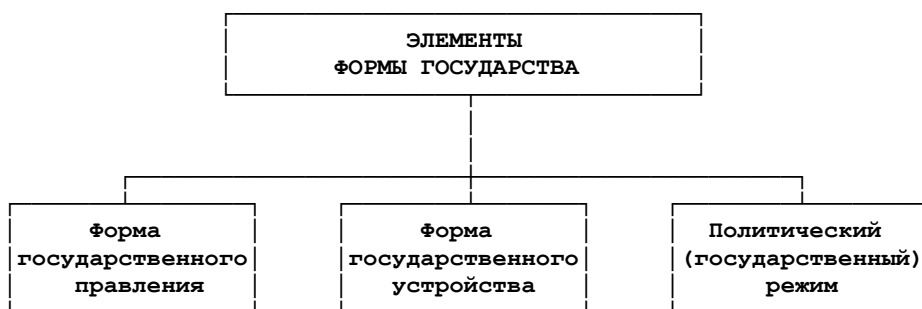 ЭЛЕМЕНТЫ
ФОРМЫ ГОСУДАРСТВА
Форма
государственного
правления
Форма
государственного
устройства
Политический
(государственный)
режим